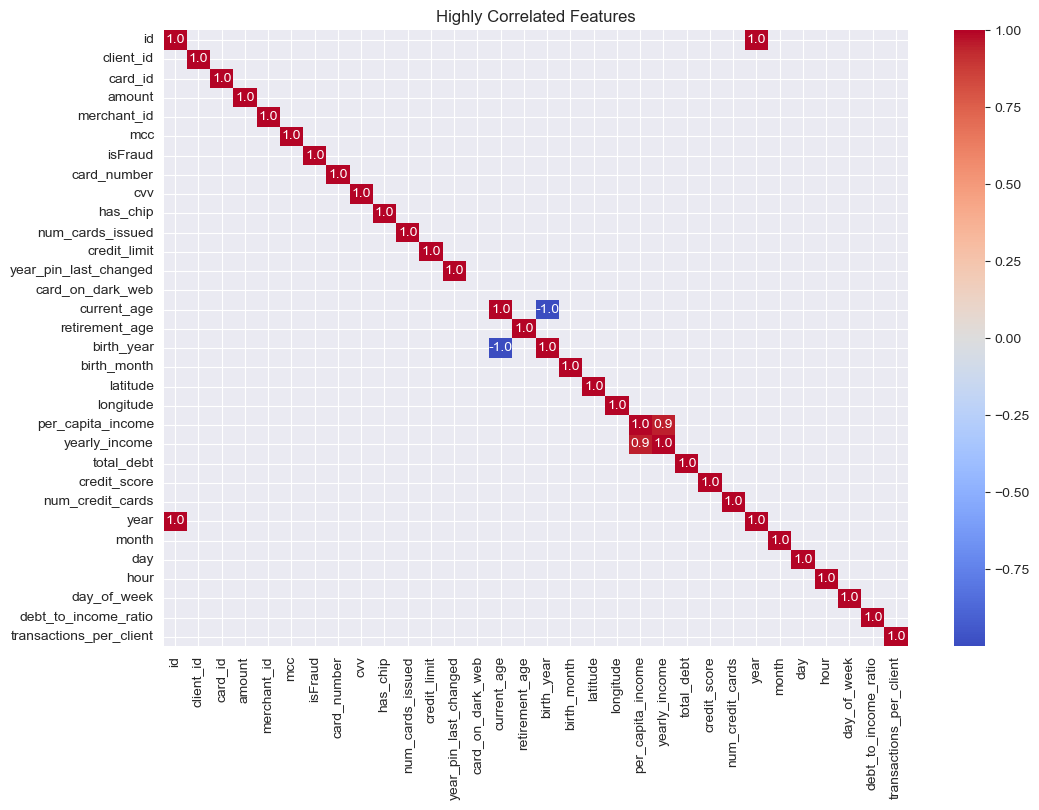 Highly Correlated Features
id
client_id
card_id
amount
merchant_id
mcc
isFraud
card_number
cvv
has_chip
num_cards_issued
credit_limit
year_pin_last_changed
card_on_dark_web
current_age
retirement_age
birth_year
birth_month
latitude
longitude
per_capita_income
yearly_income
total_debt
credit_score
num_credit_cards
year
month
day
hour
day_of_week
debt_to_income_ratio
transactions_per_client
1.0 1.0
1.0
1.0
1.0
1.0
1.0
1.0
1.0
1.0
1.0
1.0
1.0
1.0
1.0 -1.0
1.0
-1.0 1.0
1.0
1.0
1.0
1.0 0.9
0.9 1.0
1.0
1.0
1.0
1.0 1.0
1.0
1.0
1.0
1.0
1.0
1.0
id
client_id
card_id
amount
merchant_id
mcc
isFraud
card_number
cvv
has_chip
num_cards_issued
credit_limit
year_pin_last_changed
card_on_dark_web
current_age
retirement_age
birth_year
birth_month
latitude
longitude
per_capita_income
yearly_income
total_debt
credit_score
num_credit_cards
year
month
day
hour
day_of_week
debt_to_income_ratio
transactions_per_client
1.00
0.75
0.50
0.25
0.00
−0.25
−0.50
−0.75